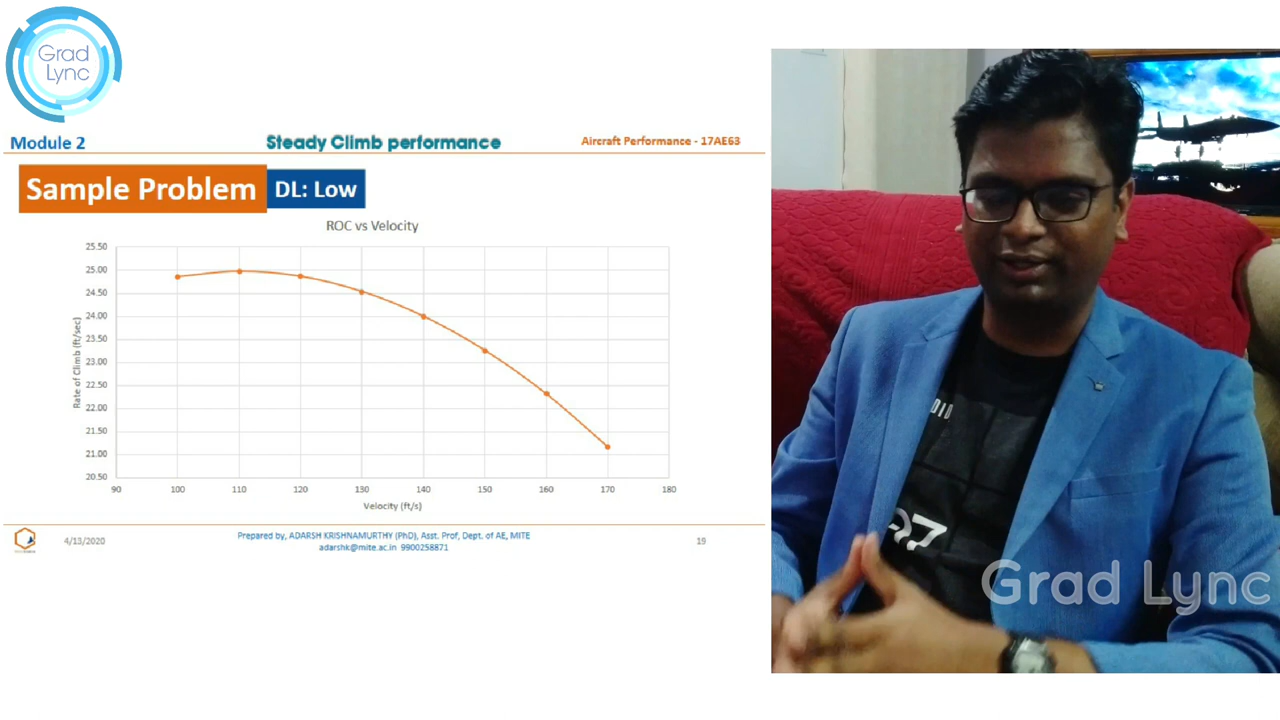 Grad
Lync
Module 2
Steady Climb performance
Aircraft Performance - 17AE63
Sample Problem
DL: Low
ROC vs Velocity
25.50
25.00
24.50
24.00
23.50
23.00
22.50
22.00
21.50
21.00
20.50
Rate of Climb (ft/sec)
90 100 110 120 130 140 150 160 170 180
Velocity (ft/s)
4/13/2020
Prepared by, ADARSH KRISHNAMURTHY (PhD), Asst. Prof, Dept. of AE, MITE
adarshk@mite.ac.in 9900258871
19
97
Grad Lync